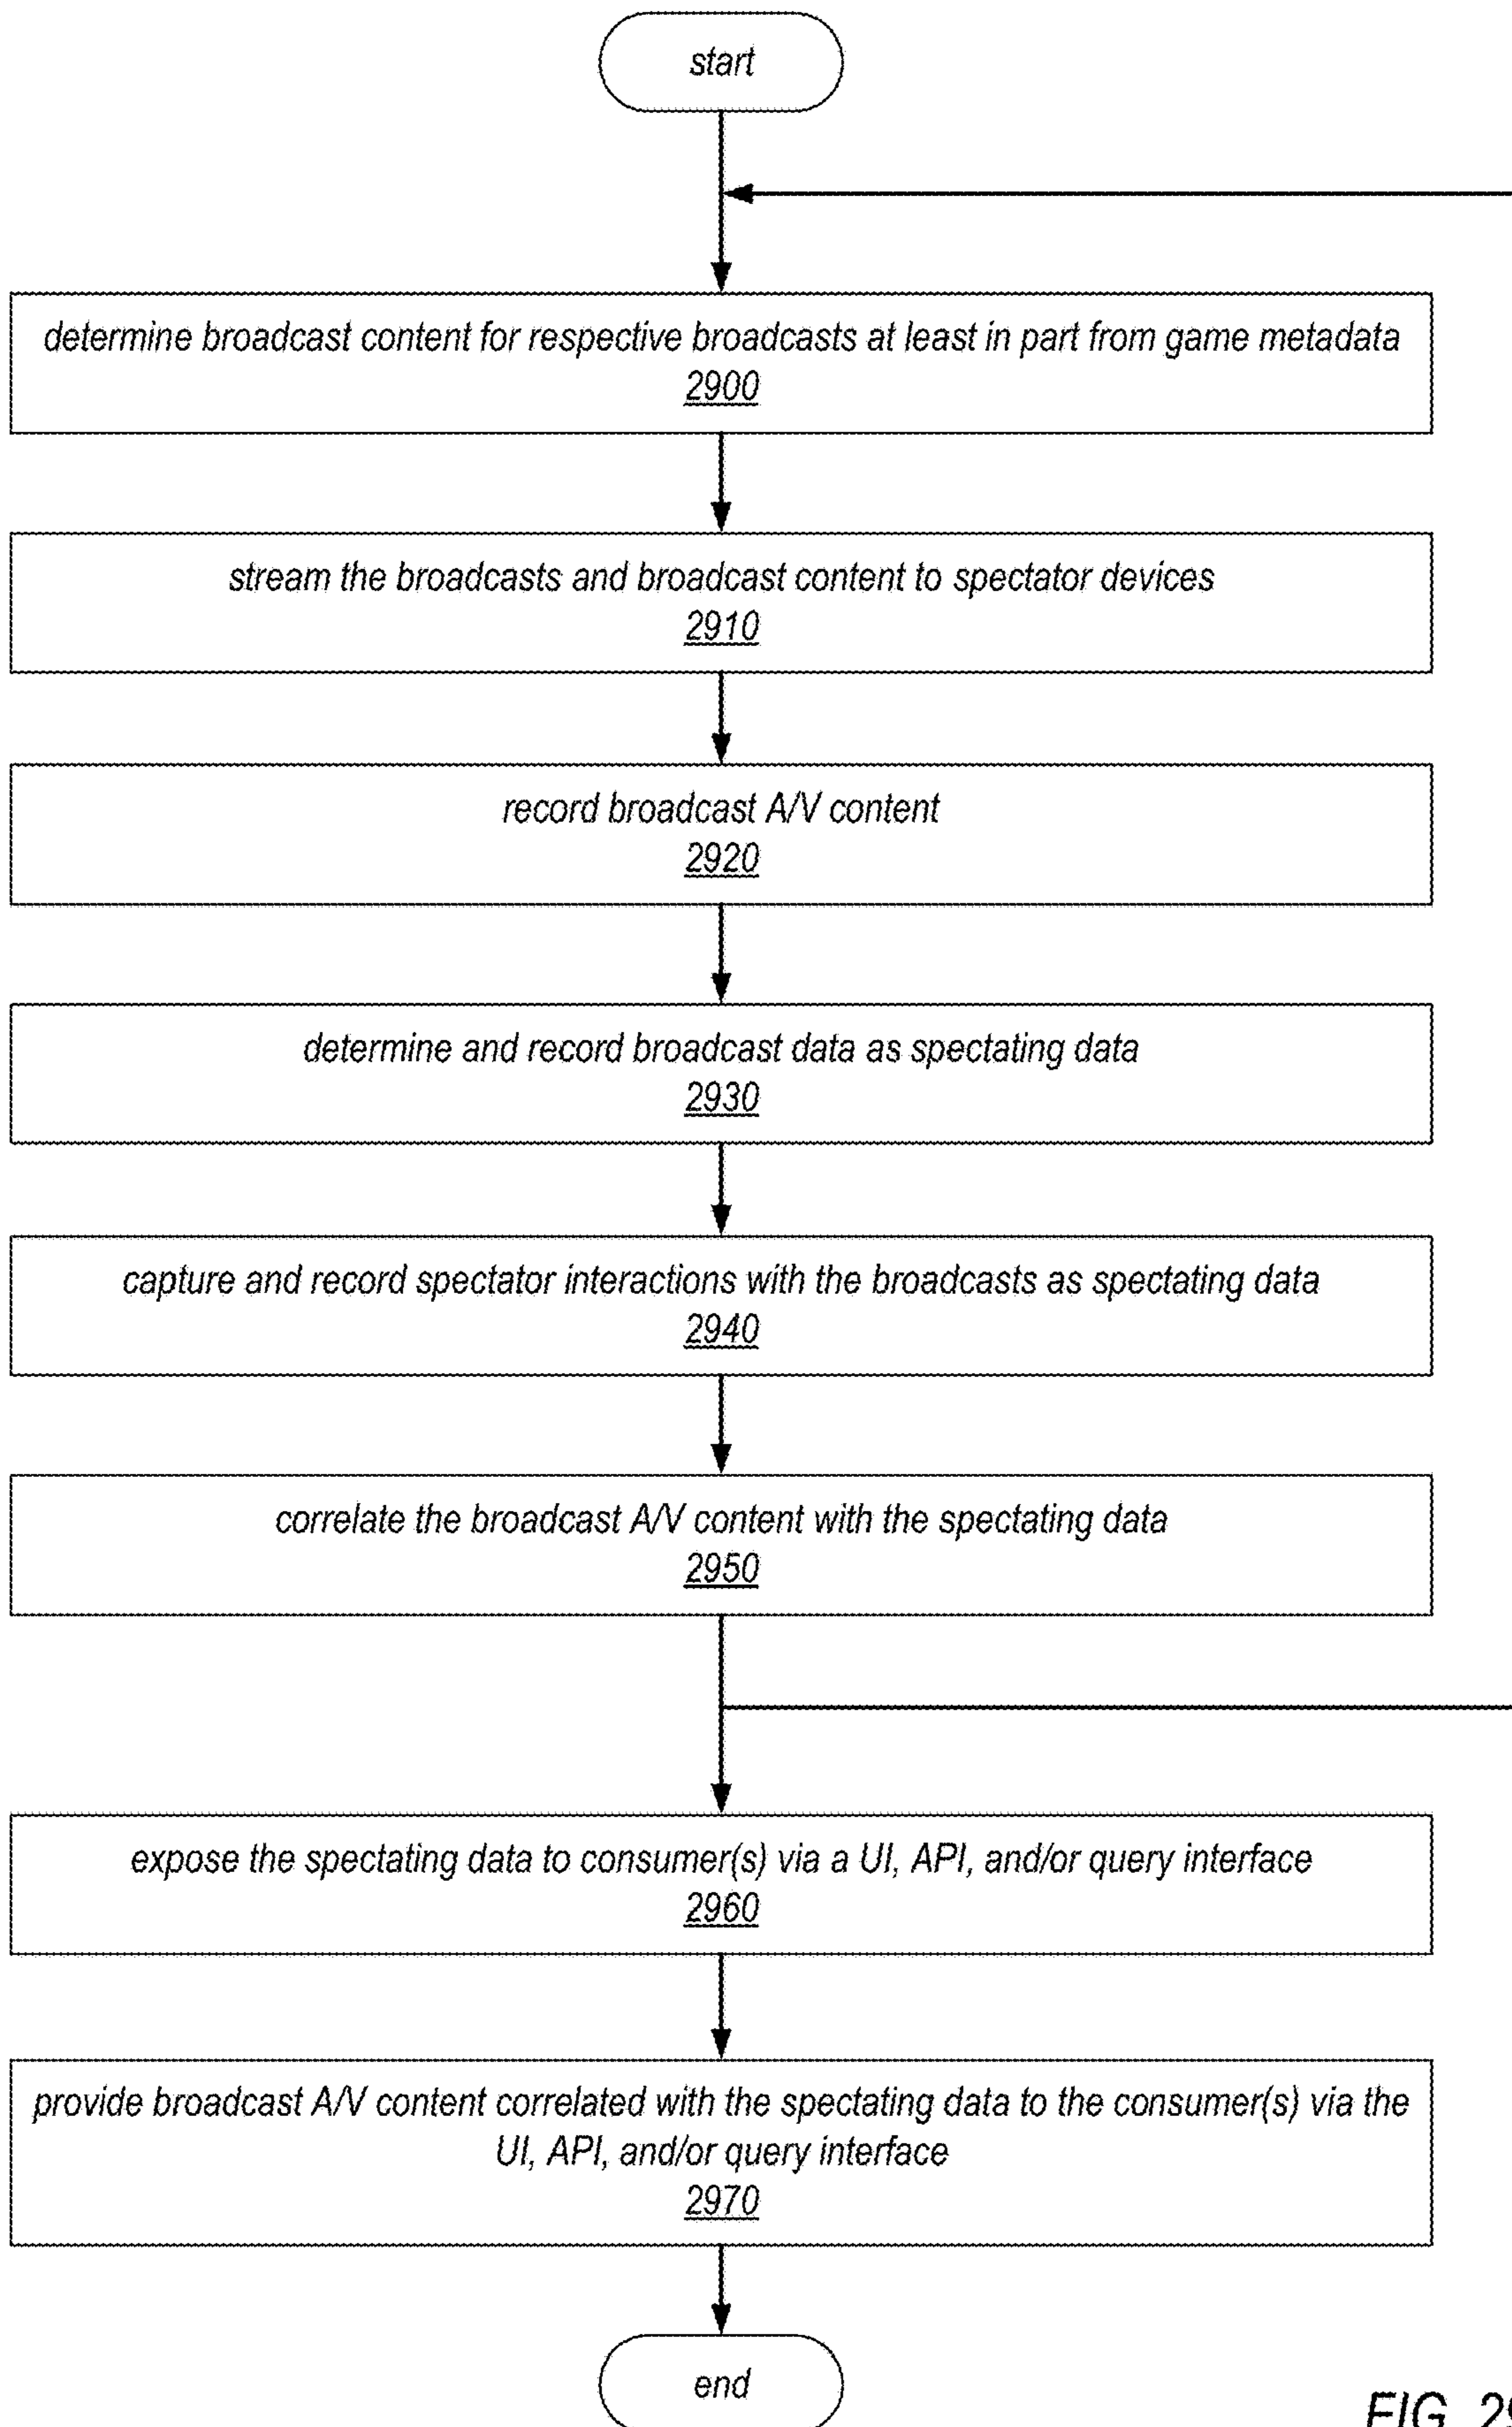 start
determine broadcast content for respective broadcasts at least in part from game metadata
2900
stream the broadcasts and broadcast content to spectator devices
2910
record broadcast A/V content
2920
determine and record broadcast data as spectating data
2930
capture and record spectator interactions with the broadcasts as spectating data
2940
correlate the broadcast A/V content with the spectating data
2950
expose the spectating data to consumer(s) via a UI, API, and/or query interface
2960
provide broadcast A/V content correlated with the spectating data to the consumer(s) via the
UI, API, and/or query interface
2970
end
FIG. 29